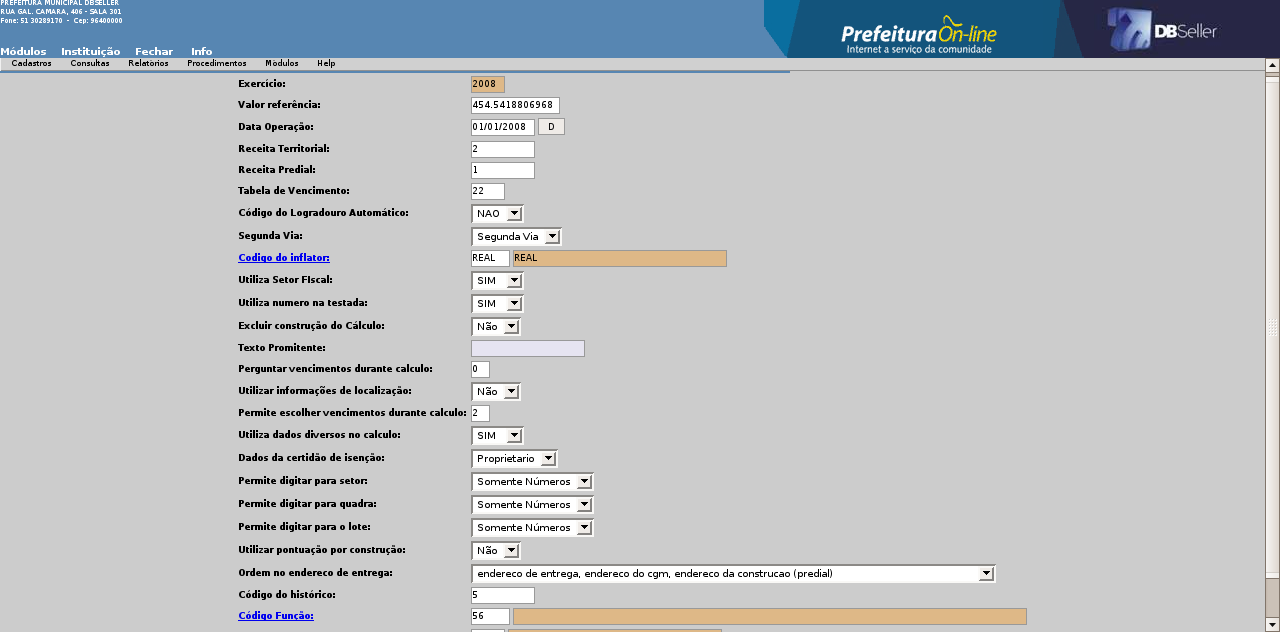 PREFEITURA MUNICIPAL DBSELLER
RUA GAL. CAMARA, 406 - SALA 301
Fone: 51 30289170 - Cep: 96400000
Prefeitura On-line
Internet a serviço da comunidade
DBSeller
Módulos Instituição Fechar Info
Cadastros Consultas Relatórios Procedimentos Módulos Help
Exercício: 2008
Valor referência: 454.5418806968
Data Operação: 01/01/2008 D
Receita Territorial: 2
Receita Predial: 1
Tabela de Vencimento: 22
Código do Logradouro Automático: NAO
Segunda Via: Segunda Via
Codigo do inflator: REAL REAL
Utiliza Setor FIscal: SIM
Utiliza numero na testada: SIM
Excluir construção do Cálculo: Não
Texto Promitente:
Perguntar vencimentos durante calculo: 0
Utilizar informações de localização: Não
Permite escolher vencimentos durante calculo: 2
Utiliza dados diversos no calculo: SIM
Dados da certidão de isenção: Proprietario
Permite digitar para setor: Somente Números
Permite digitar para quadra: Somente Números
Permite digitar para o lote: Somente Números
Utilizar pontuação por construção: Não
Ordem no endereco de entrega: endereco de entrega, endereco do cgm, endereco da construcao (predial)
Código do histórico: 5
Código Função: 56